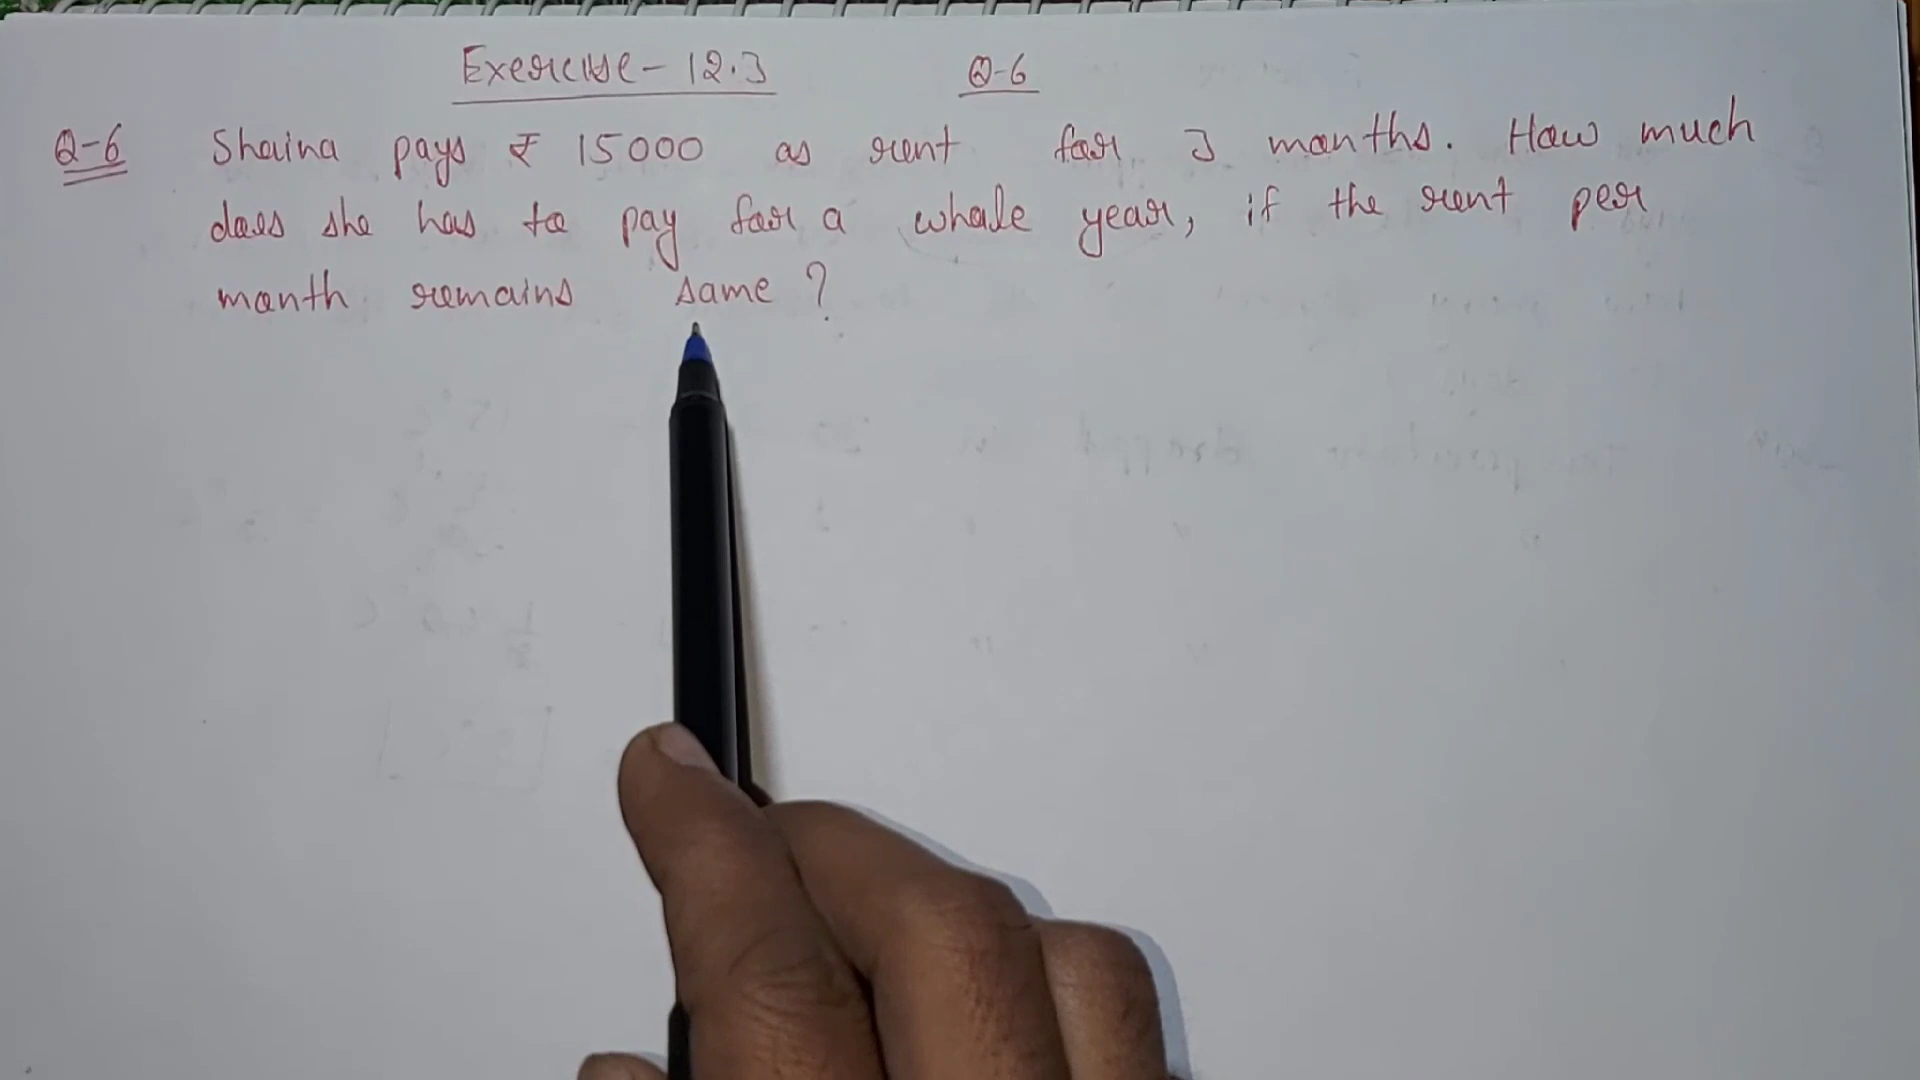 Exercise - 12.3 Q-6
Q-6 Shaina pays ₹ 15000 as rent for 3 months. How much
does she has to pay for a whole year, if the rent per
month remains same ?